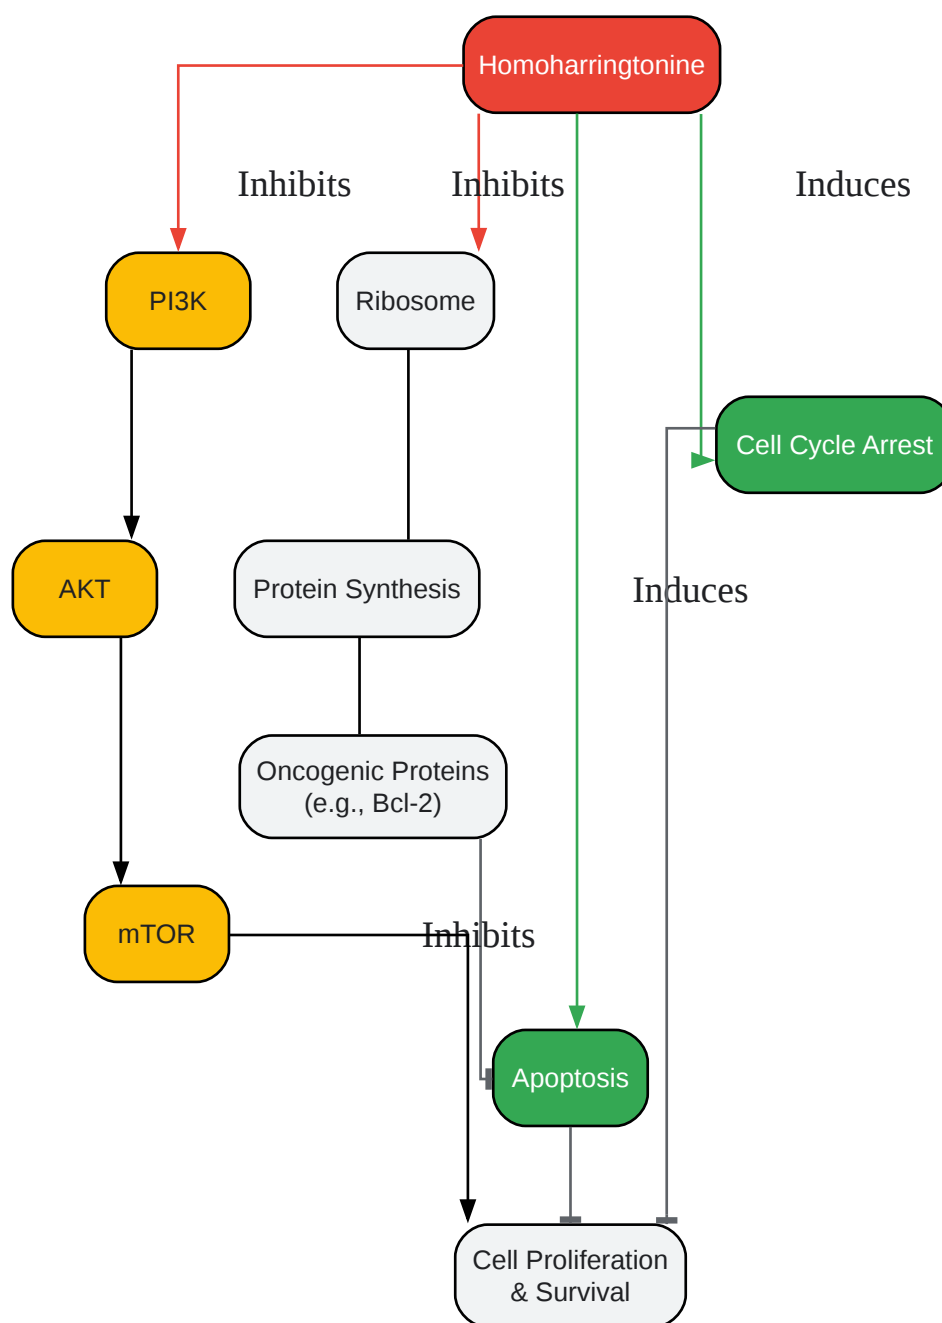 Homoharringtonine
Inhibits
Inhibits
Induces
PI3K
Ribosome
Cell Cycle Arrest
AKT
Protein Synthesis
Induces
Oncogenic Proteins
(e.g., Bcl-2)
mTOR
Inhibits
Apoptosis
Cell Proliferation
& Survival